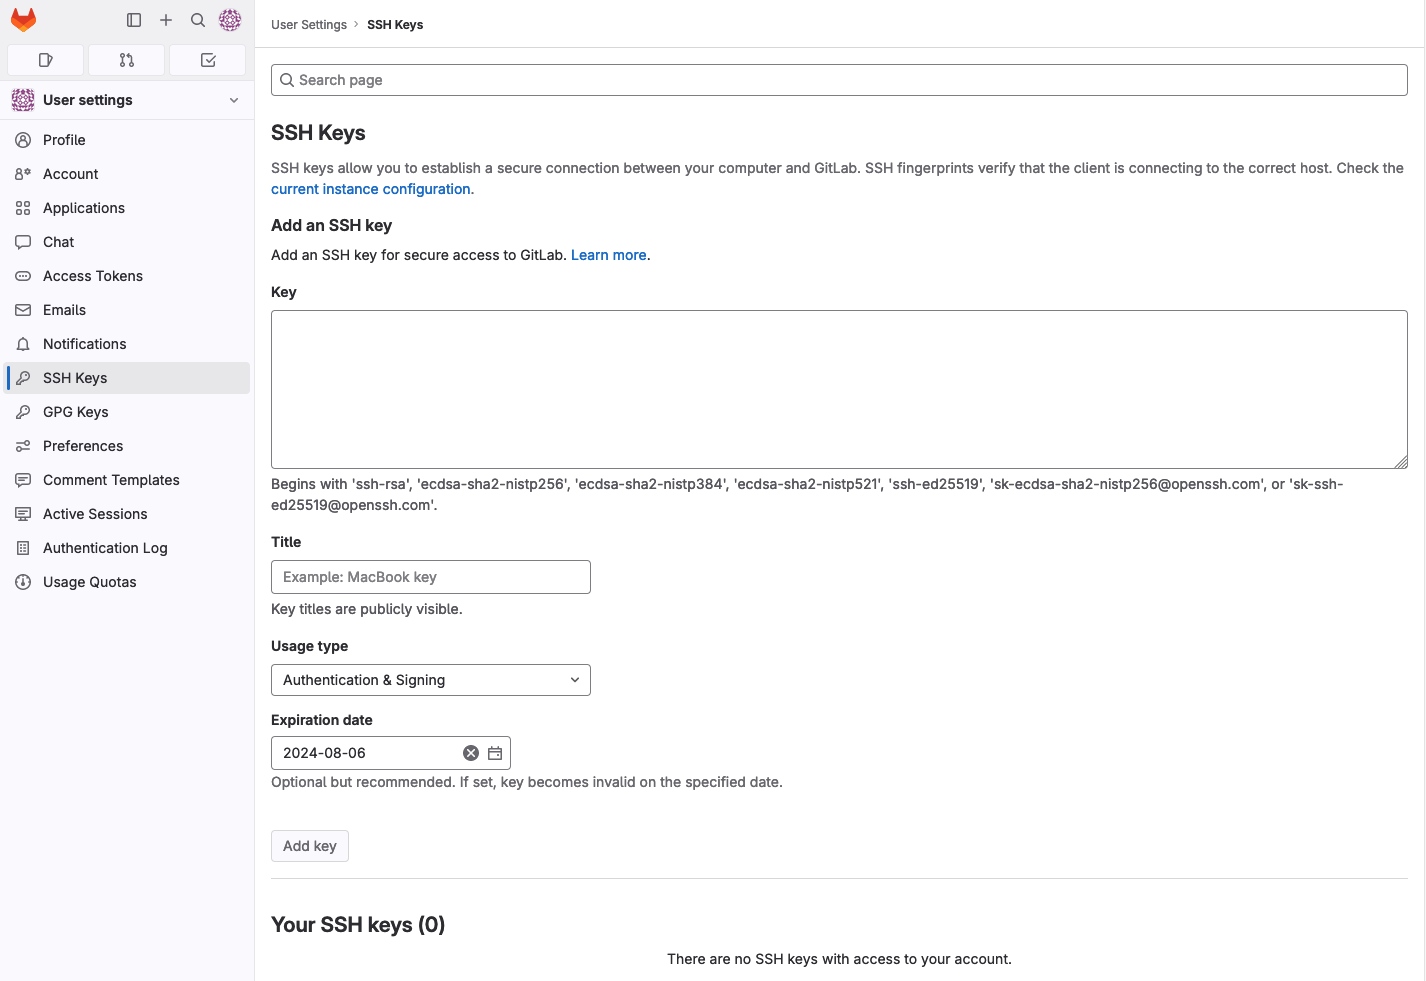 User Settings › SSH Keys
Search page
User settings
Profile
Account
Applications
Chat
Access Tokens
Emails
Notifications
SSH Keys
GPG Keys
Preferences
Comment Templates
Active Sessions
Authentication Log
Usage Quotas
SSH Keys
SSH keys allow you to establish a secure connection between your computer and GitLab. SSH fingerprints verify that the client is connecting to the correct host. Check the
current instance configuration.
Add an SSH key
Add an SSH key for secure access to GitLab. Learn more.
Key
Begins with 'ssh-rsa', 'ecdsa-sha2-nistp256', 'ecdsa-sha2-nistp384', 'ecdsa-sha2-nistp521', 'ssh-ed25519', 'sk-ecdsa-sha2-nistp256@openssh.com', or 'sk-ssh-
ed25519@openssh.com'.
Title
Example: MacBook key
Key titles are publicly visible.
Usage type
Authentication & Signing
Expiration date
2024-08-06
Optional but recommended. If set, key becomes invalid on the specified date.
Add key
Your SSH keys (0)
There are no SSH keys with access to your account.